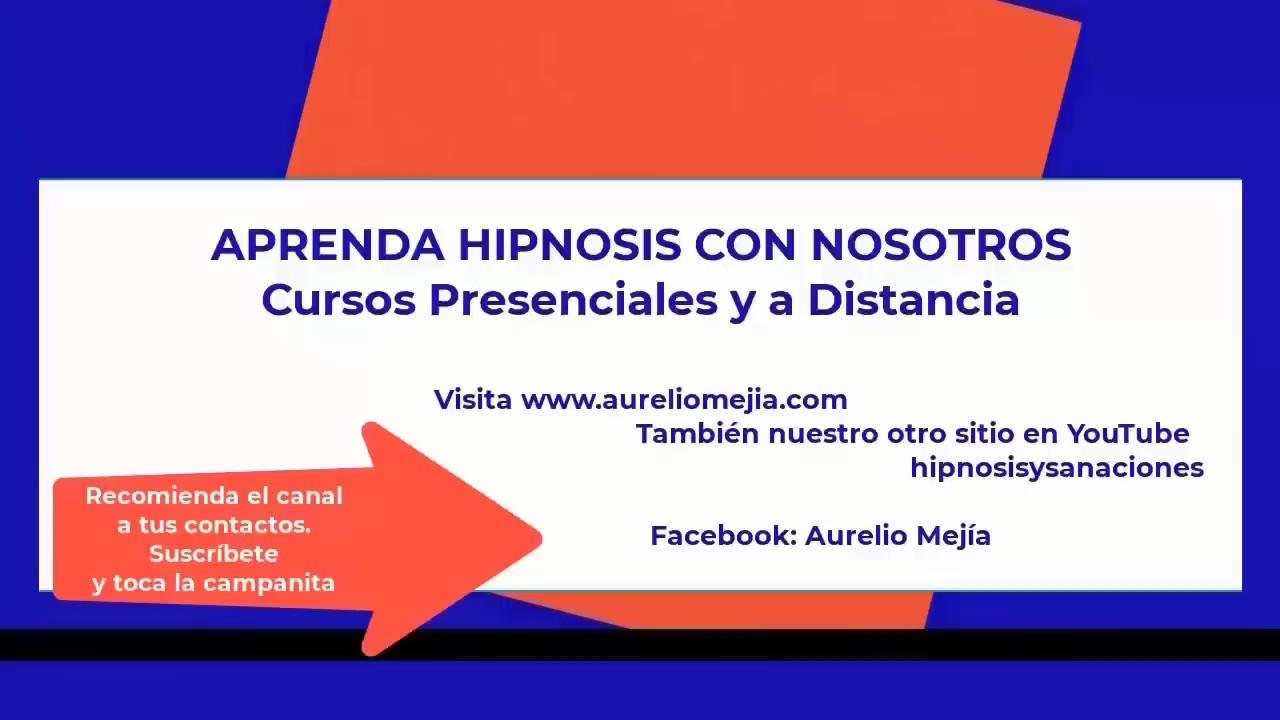 APRENDA HIPNOSIS CON NOSOTROS
Cursos Presenciales y a Distancia
Visita www.aureliomejia.com
También nuestro otro sitio en YouTube
hipnosisysanaciones
Facebook: Aurelio Mejía
Recomienda el canal
a tus contactos.
Suscríbete
y toca la campanita